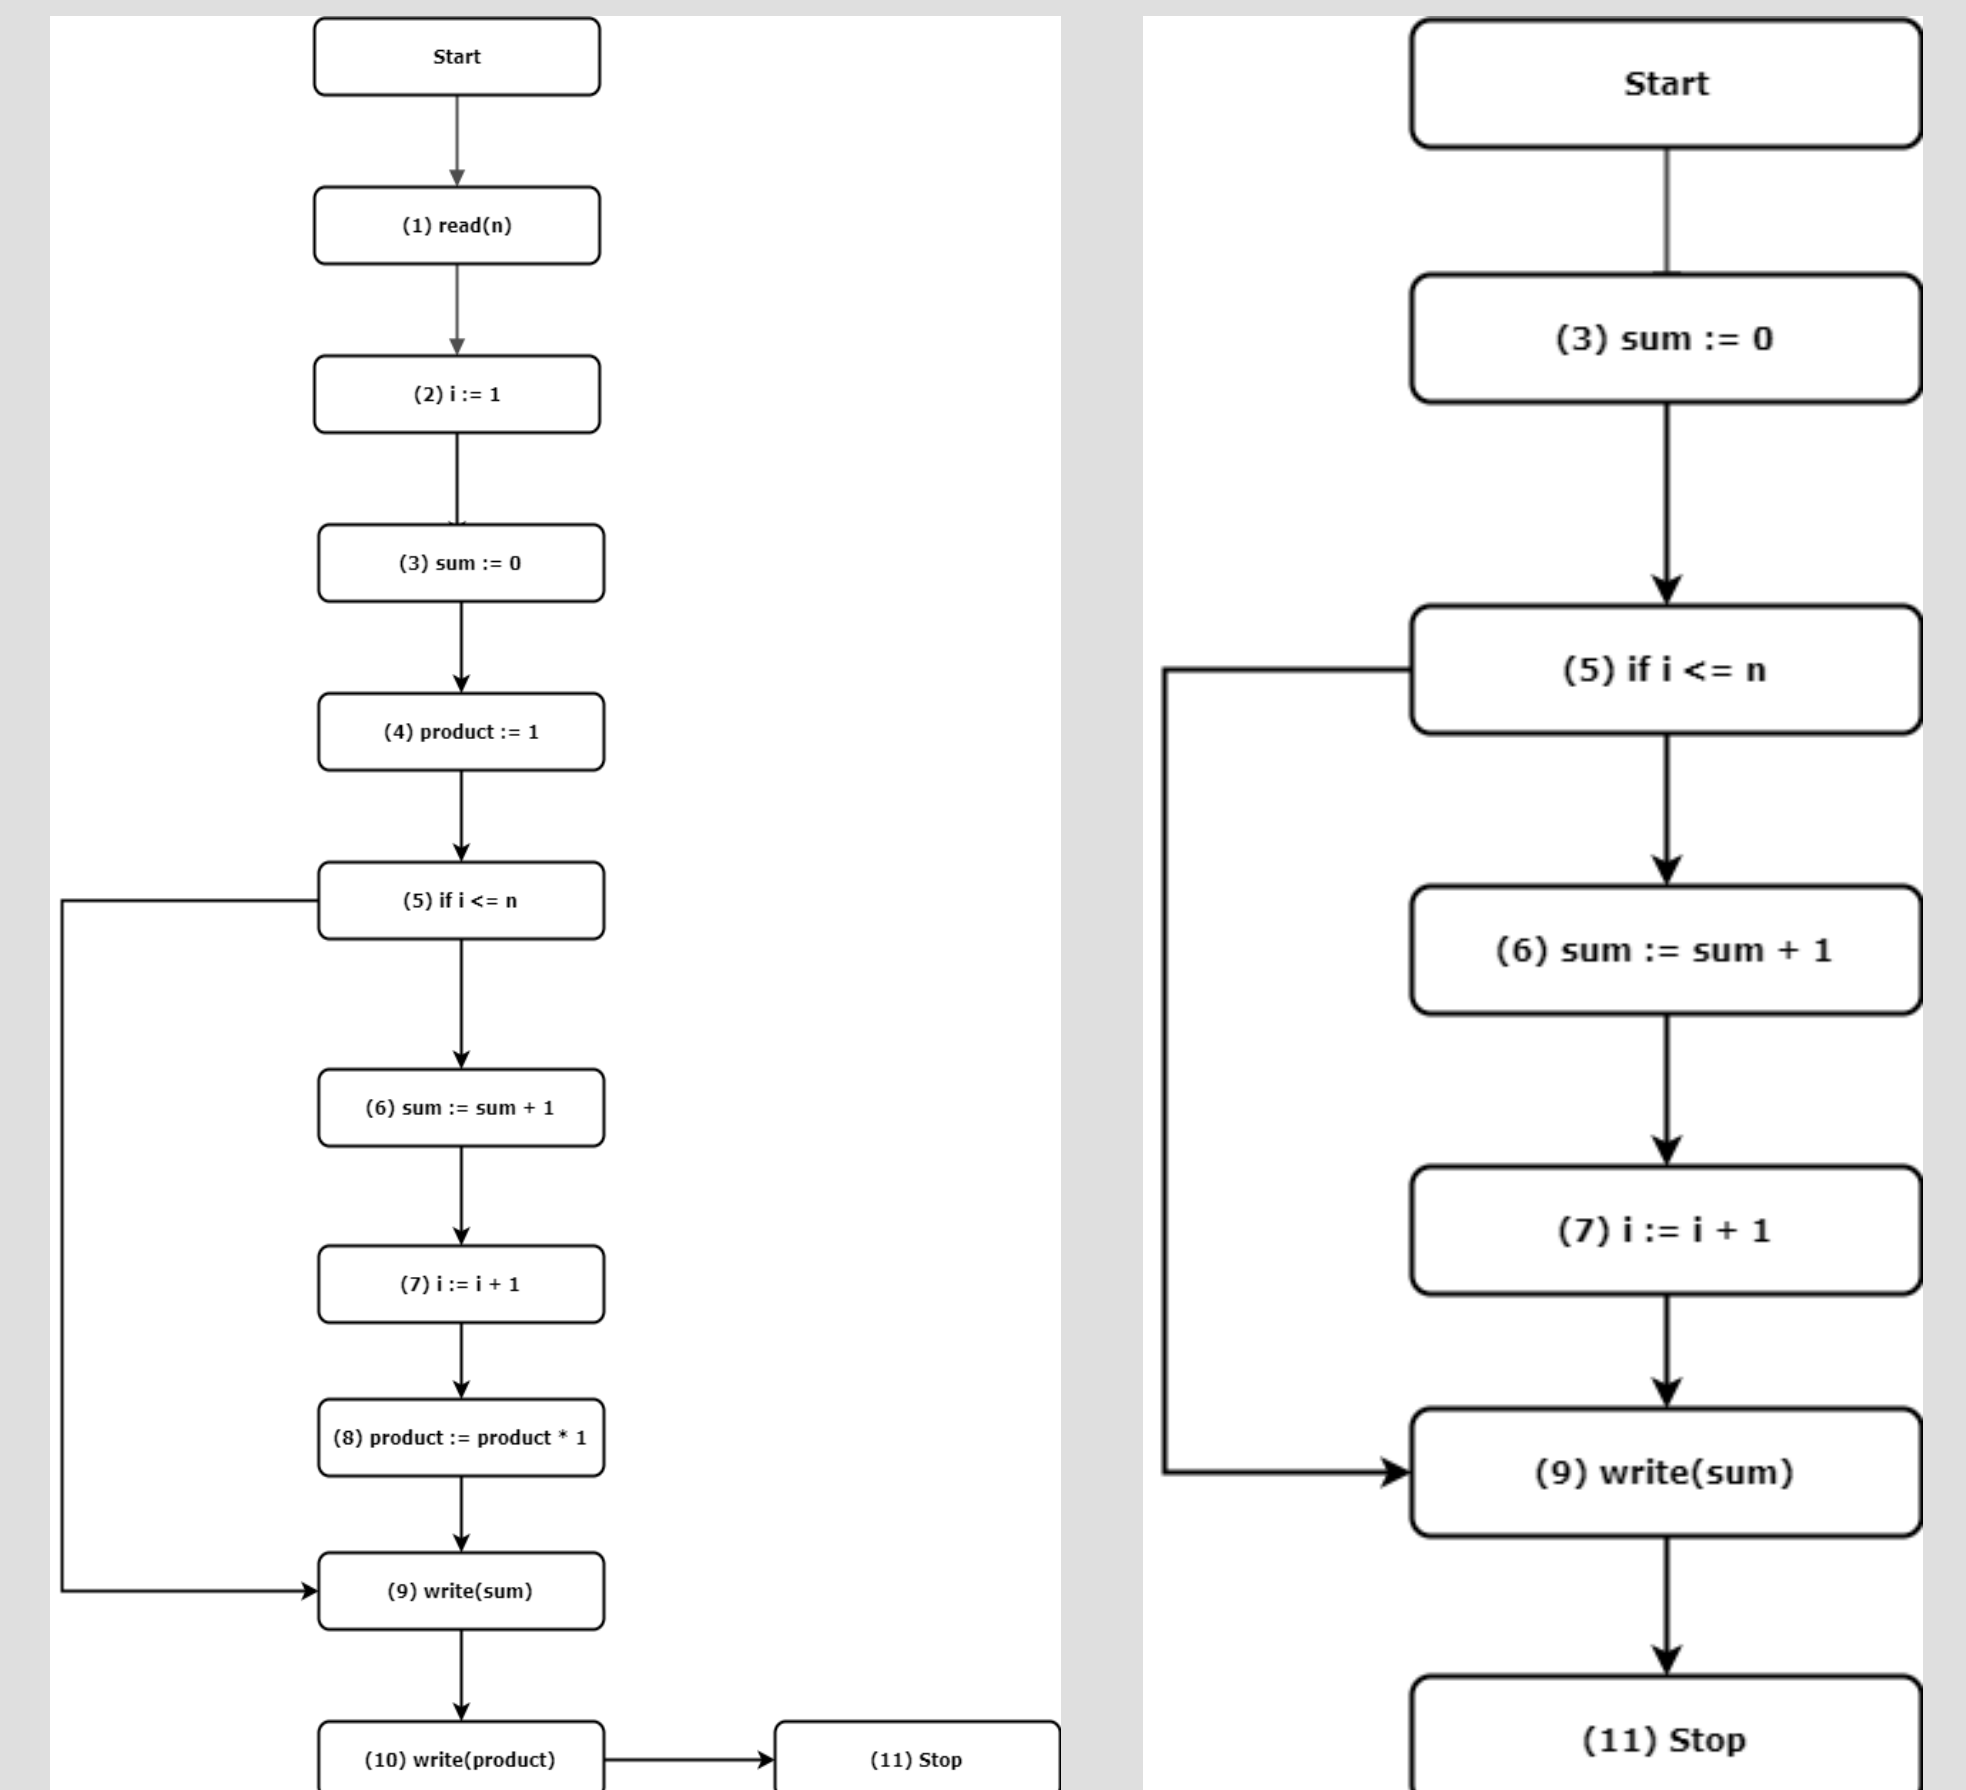 Start
(1) read(n)
(2) i := 1
(3) sum := 0
(4) product := 1
(5) if i <= n
(6) sum := sum + 1
(7) i := i + 1
(8) product := product * 1
(9) write(sum)
(10) write(product)
(11) Stop
Start
(3) sum := 0
(5) if i <= n
(6) sum := sum + 1
(7) i := i + 1
(9) write(sum)
(11) Stop